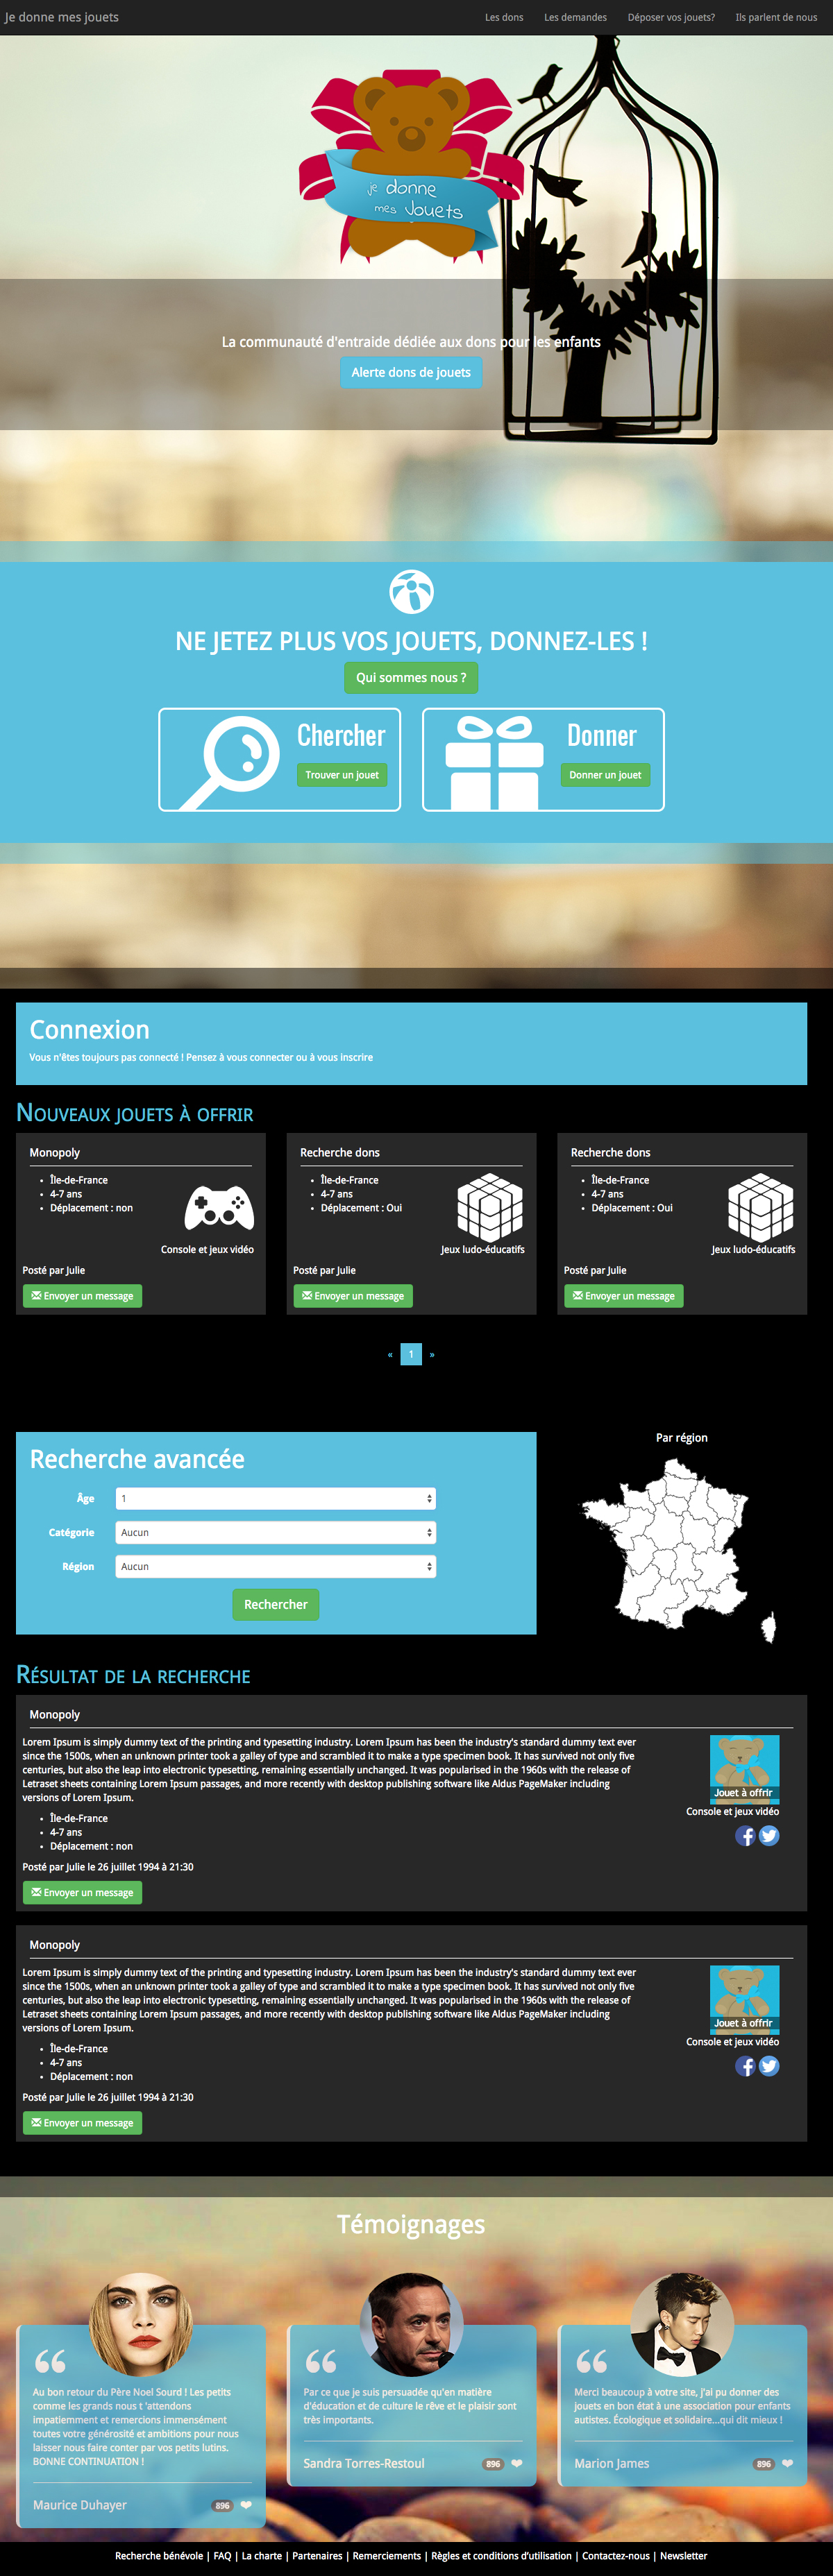 Je donne mes jouets
Les dons
Les demandes
Déposer vos jouets?
Ils parlent de nous
je donne
mes Jouets
La communauté d'entraide dédiée aux dons pour les enfants
Alerte dons de jouets
NE JETEZ PLUS VOS JOUETS, DONNEZ-LES !
Qui sommes nous ?
Chercher
Trouver un jouet
Donner
Donner un jouet
Connexion
Vous n'êtes toujours pas connecté ! Pensez à vous connecter ou à vous inscrire
Nouveaux jouets à offrir
Monopoly
• Île-de-France
• 4-7 ans
• Déplacement : non
Console et jeux vidéo
Posté par Julie
Envoyer un message
Recherche dons
• Île-de-France
• 4-7 ans
• Déplacement : Oui
Jeux ludo-éducatifs
Posté par Julie
Envoyer un message
Recherche dons
• Île-de-France
• 4-7 ans
• Déplacement : Oui
Jeux ludo-éducatifs
Posté par Julie
Envoyer un message
« 1 »
Recherche avancée
Âge
1
Catégorie
Aucun
Région
Aucun
Rechercher
Par région
Résultat de la recherche
Monopoly
Lorem Ipsum is simply dummy text of the printing and typesetting industry. Lorem Ipsum has been the industry's standard dummy text ever
since the 1500s, when an unknown printer took a galley of type and scrambled it to make a type specimen book. It has survived not only five
centuries, but also the leap into electronic typesetting, remaining essentially unchanged. It was popularised in the 1960s with the release of
Letraset sheets containing Lorem Ipsum passages, and more recently with desktop publishing software like Aldus PageMaker including
versions of Lorem Ipsum.
• Île-de-France
• 4-7 ans
• Déplacement : non
Posté par Julie le 26 juillet 1994 à 21:30
Envoyer un message
Jouet à offrir
Console et jeux vidéo
Monopoly
Lorem Ipsum is simply dummy text of the printing and typesetting industry. Lorem Ipsum has been the industry's standard dummy text ever
since the 1500s, when an unknown printer took a galley of type and scrambled it to make a type specimen book. It has survived not only five
centuries, but also the leap into electronic typesetting, remaining essentially unchanged. It was popularised in the 1960s with the release of
Letraset sheets containing Lorem Ipsum passages, and more recently with desktop publishing software like Aldus PageMaker including
versions of Lorem Ipsum.
• Île-de-France
• 4-7 ans
• Déplacement : non
Posté par Julie le 26 juillet 1994 à 21:30
Envoyer un message
Jouet à offrir
Console et jeux vidéo
Témoignages
“
Au bon retour du Père Noel Sourd ! Les petits
comme les grands nous t 'attendons
impatiemment et remercions immensément
toutes votre générosité et ambitions pour nous
laisser nous faire conter par vos petits lutins.
BONNE CONTINUATION !
Maurice Duhayer
896
“
Par ce que je suis persuadée qu'en matière
d'éducation et de culture le rêve et le plaisir sont
très importants.
Sandra Torres-Restoul
896
“
Merci beaucoup à votre site, j'ai pu donner des
jouets en bon état à une association pour enfants
autistes. Écologique et solidaire...qui dit mieux !
Marion James
896
Recherche bénévole | FAQ | La charte | Partenaires | Remerciements | Règles et conditions d'utilisation | Contactez-nous | Newsletter